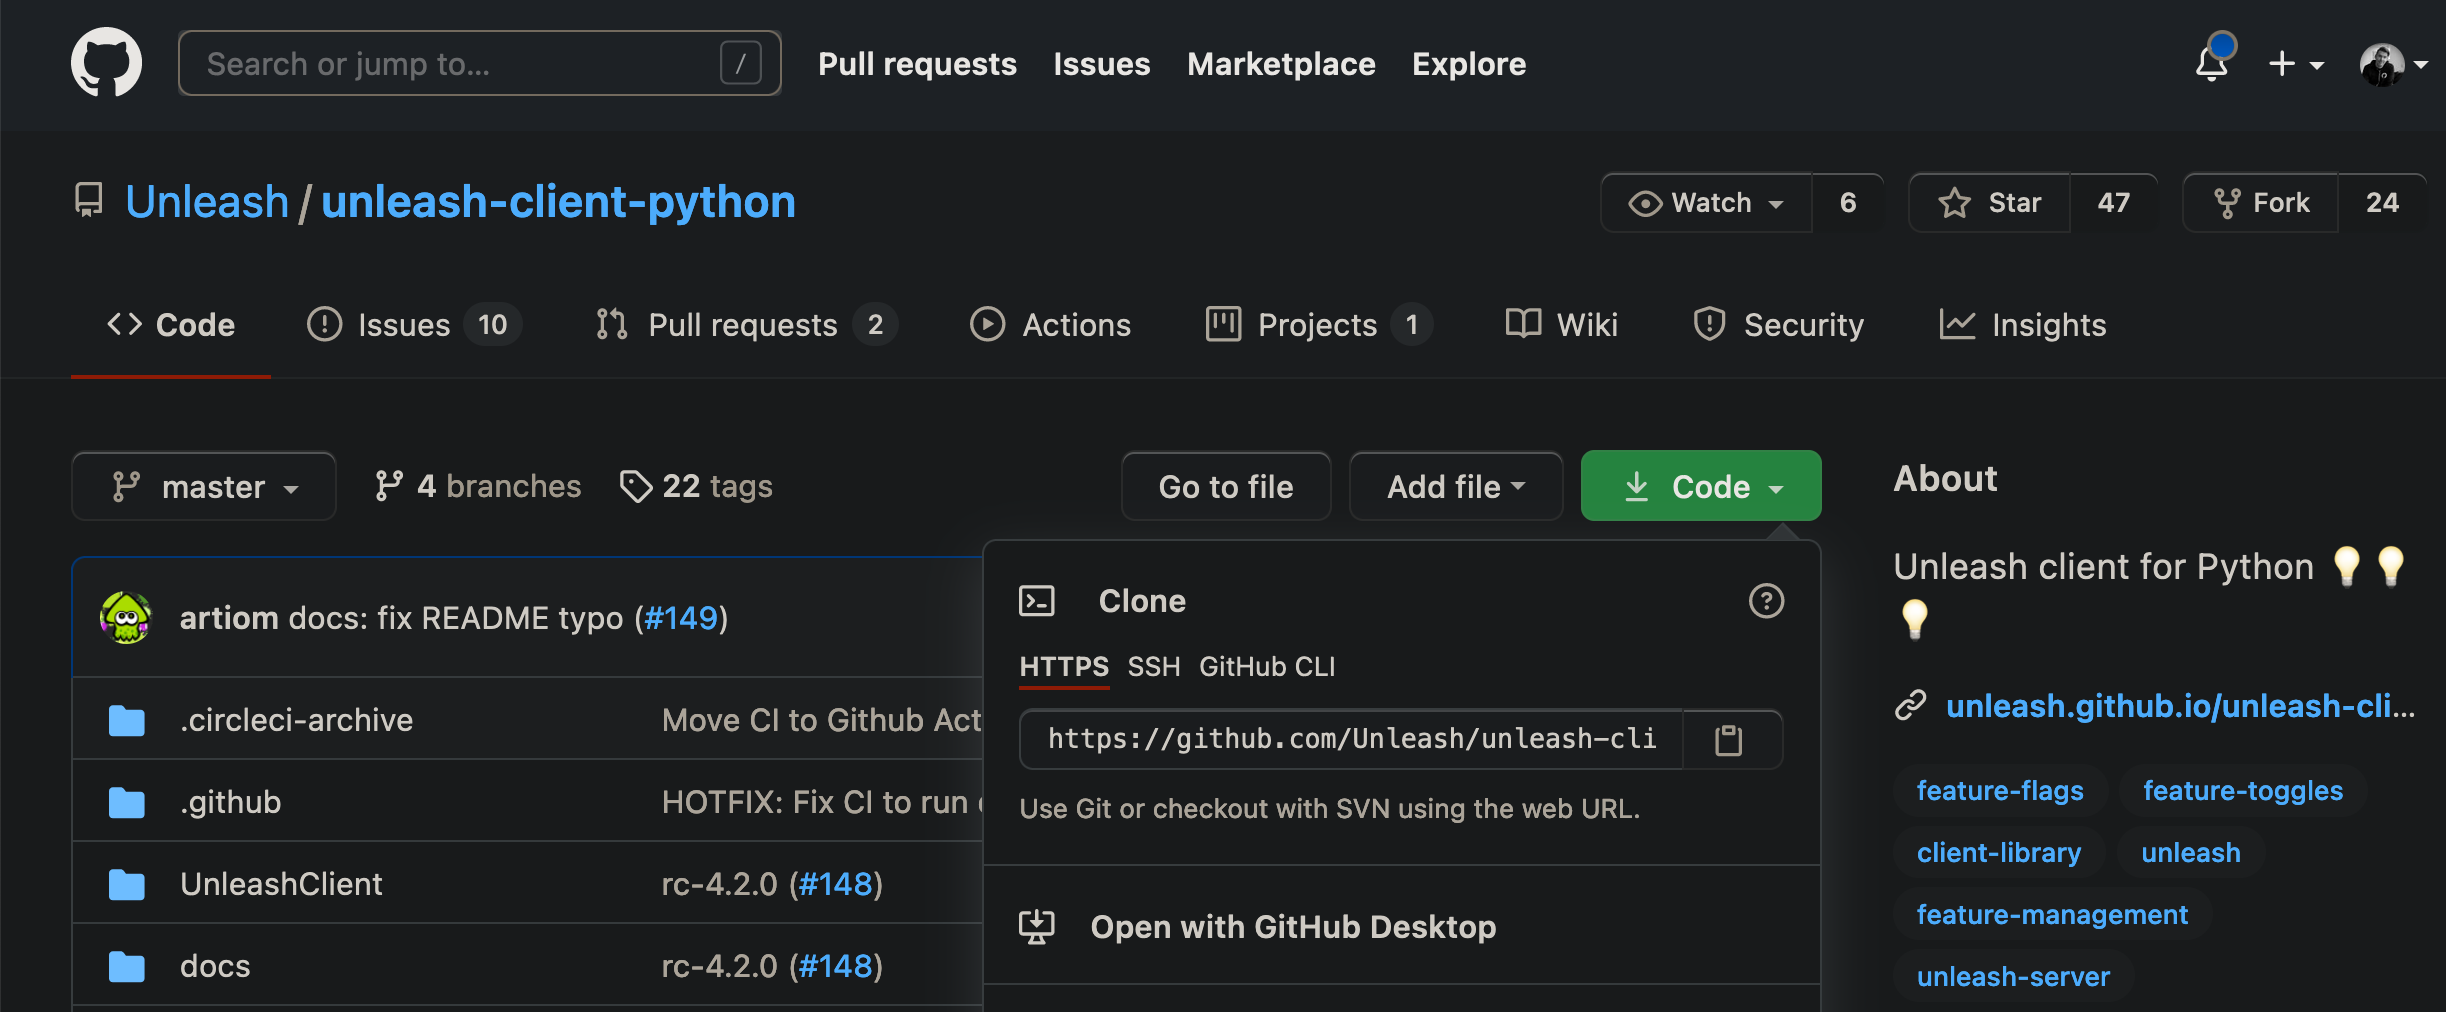 Search or jump to... /
Pull requests Issues Marketplace Explore
Unleash / unleash-client-python
Watch 6 Star 47 Fork 24
Code Issues 10 Pull requests 2 Actions Projects 1 Wiki Security Insights
master 4 branches 22 tags
Go to file Add file Code
artiom docs: fix README typo (#149)
.circleci-archive Move CI to Github Act
.github HOTFIX: Fix CI to run
UnleashClient rc-4.2.0 (#148)
docs rc-4.2.0 (#148)
Clone
HTTPS SSH GitHub CLI
https://github.com/Unleash/unleash-cli
Use Git or checkout with SVN using the web URL.
Open with GitHub Desktop
About
Unleash client for Python 💡💡
💡
unleash.github.io/unleash-cli...
feature-flags feature-toggles
client-library unleash
feature-management
unleash-server